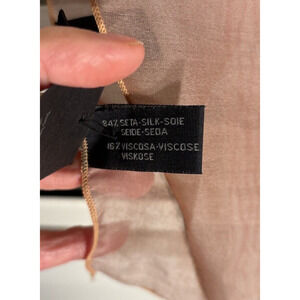 84% SETA-SILK-SOIE
SEIDE-SEDA
16% VISCOSA-VISCOSE
VISKOSE